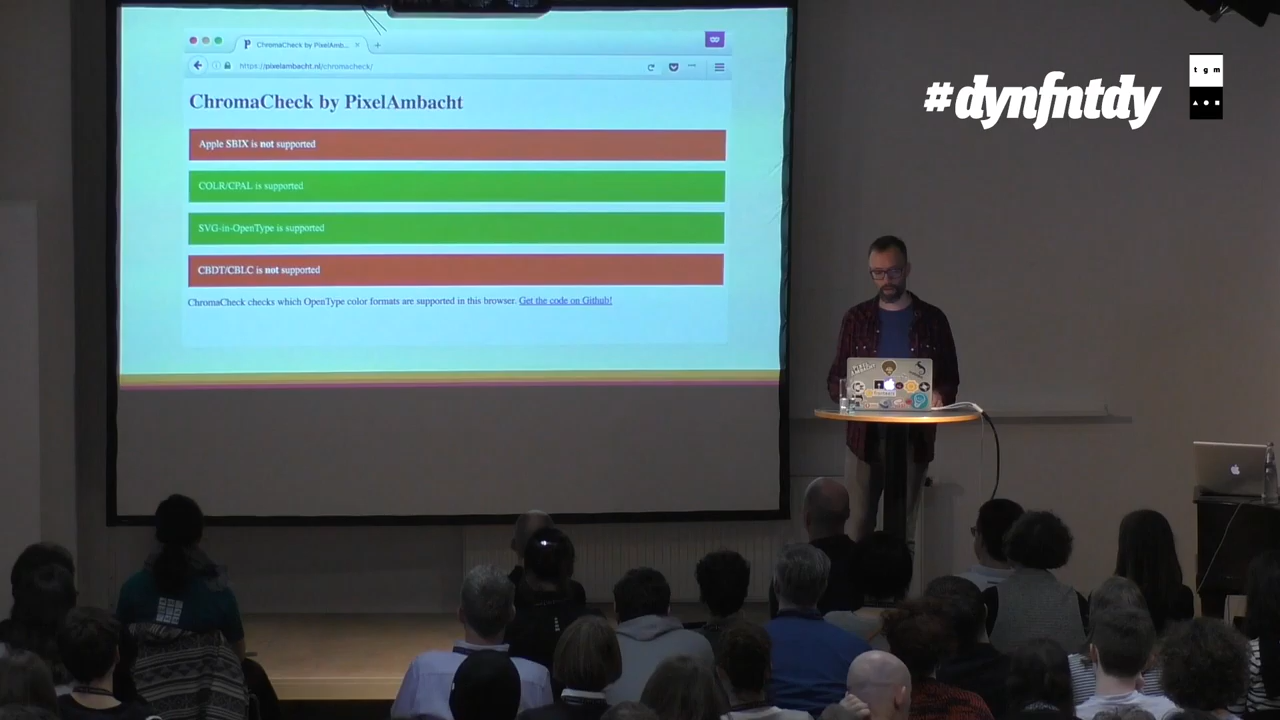 ChromaCheck by PixelAmb...
https://pixelambacht.nl/chromacheck/
ChromaCheck by PixelAmbacht
Apple SBIX is not supported
COLR/CPAL is supported
SVG-in-OpenType is supported
CBDT/CBLC is not supported
ChromaCheck checks which OpenType color formats are supported in this browser. Get the code on Github!
#dynfntdy
t g m